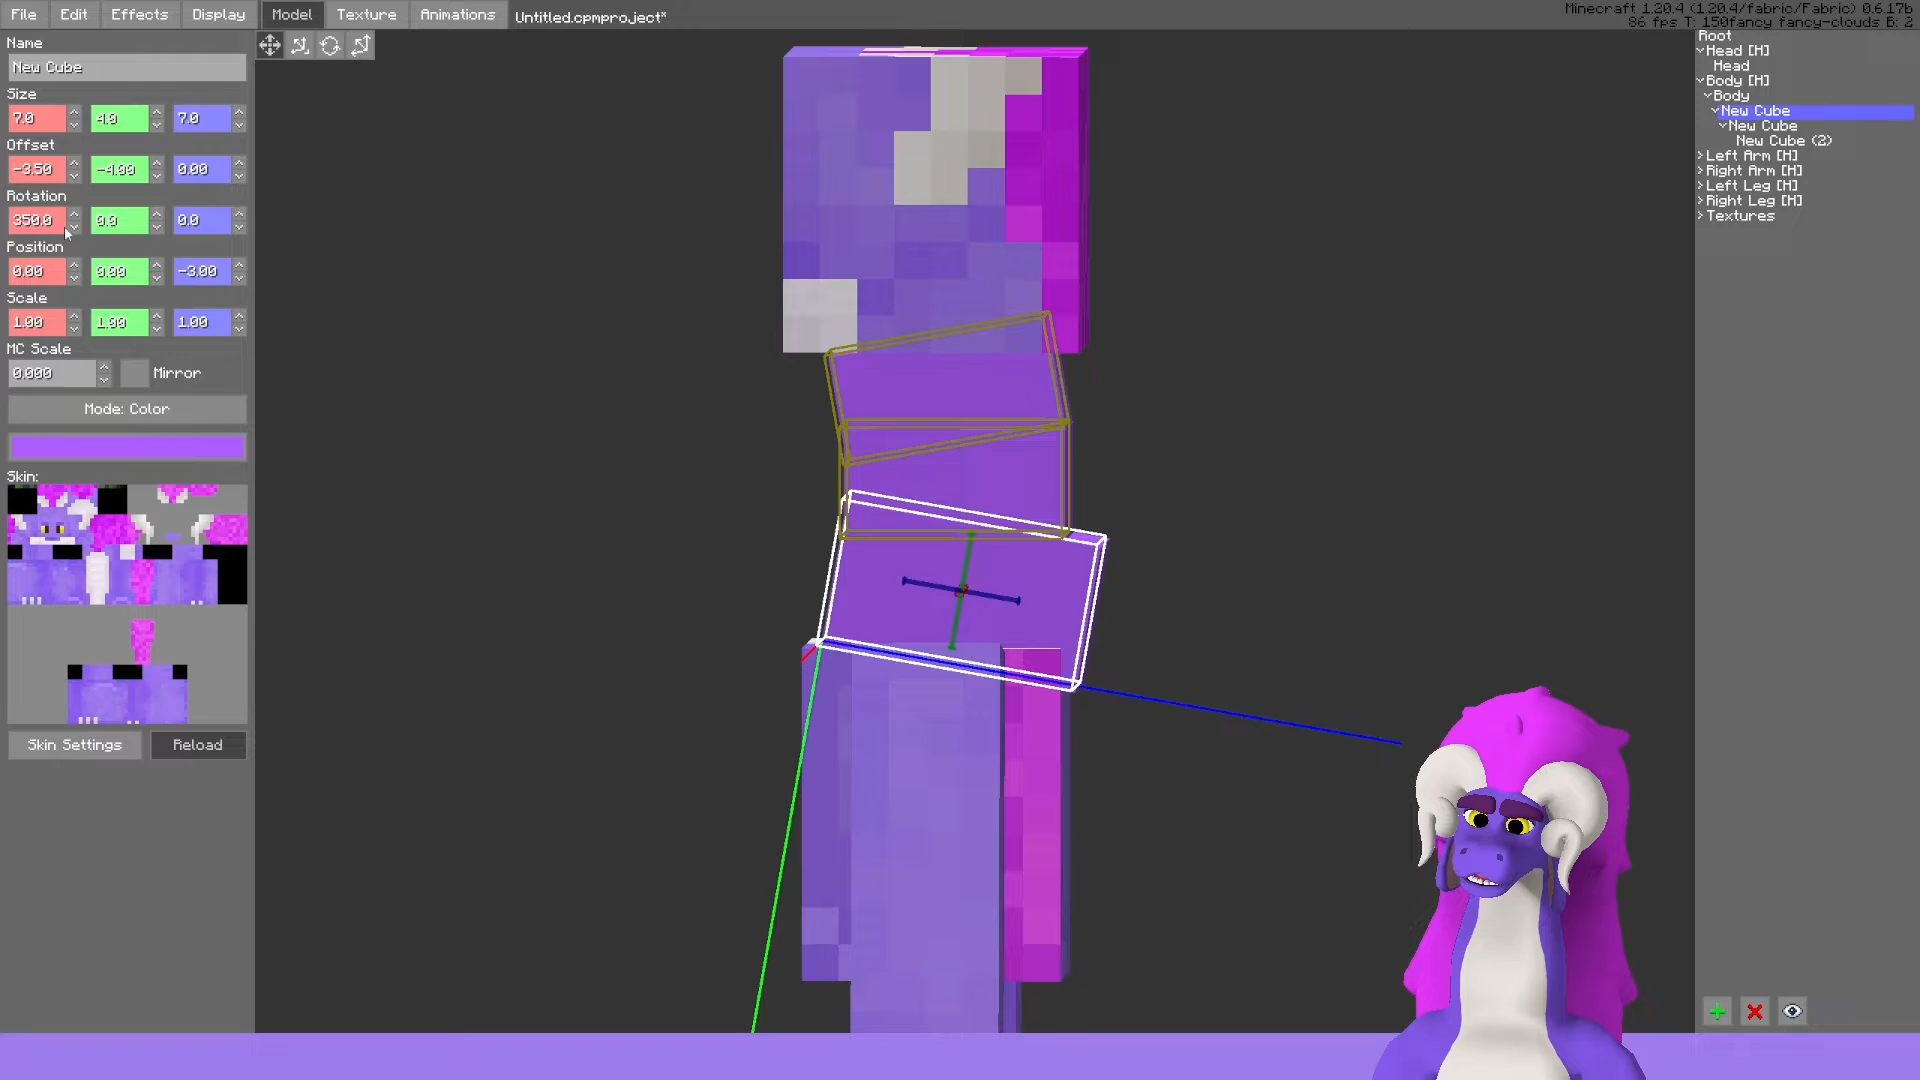 File Edit Effects Display Model Texture Animations Untitled.cpmproject*
Minecraft 1.20.4 (1.20.4/fabric/Fabric) 0.6.17b
86 fps T: 150fancy fancy-clouds B: 2
Name
New Cube
Size
7.0 4.0 7.0
Offset
-3.50 -4.00 0.00
Rotation
350.0 0.0 0.0
Position
0.00 0.00 -3.00
Scale
1.00 1.00 1.00
MC Scale
0.000 Mirror
Mode: Color
Skin:
Skin Settings Reload
Root
Head [H]
Head
Body [H]
Body
New Cube
New Cube
New Cube (2)
Left Arm [H]
Right Arm [H]
Left Leg [H]
Right Leg [H]
Textures